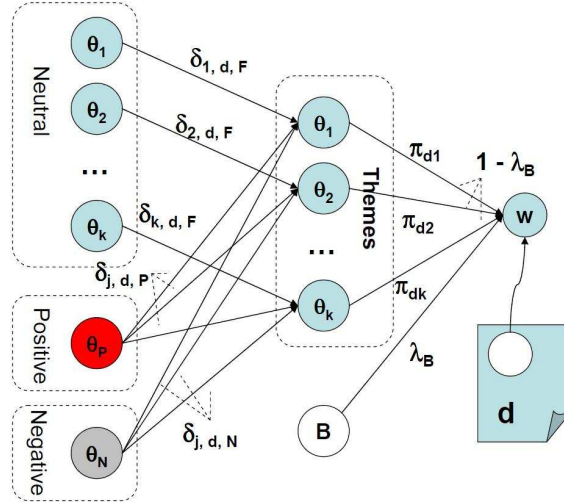 Neutral
θ1
θ2
...
θk
Positive
θP
Negative
θN
δ1, d, F
δ2, d, F
δk, d, F
δj, d, P
δj, d, N
Themes
θ1
θ2
...
θk
B
πd1
πd2
πdk
1 - λB
λB
w
d